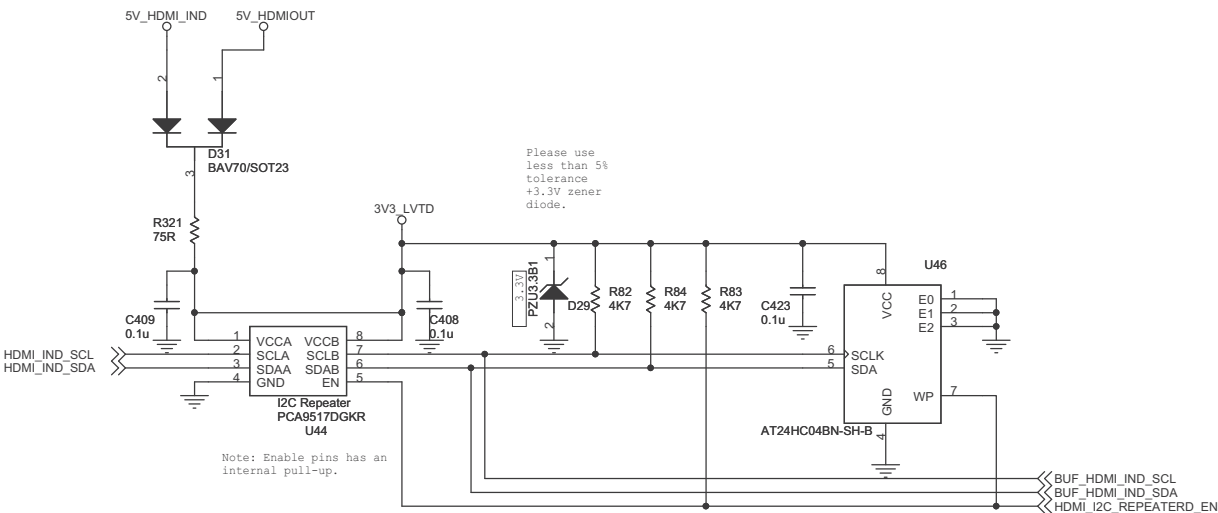 5V_HDMI_IND 5V_HDMIOUT
2 1
D31
BAV70/SOT23
3
Please use
less than 5%
tolerance
+3.3V zener
diode.
R321
75R
3V3_LVTD
U46
C409
0.1u
C408
0.1u
3.3V
PZU3.3B1
1
2
D29
R82
4K7
R84
4K7
R83
4K7
C423
0.1u
8
VCC
E0 1
E1 2
E2 3
HDMI_IND_SCL
HDMI_IND_SDA
1 VCCA VCCB 8
2 SCLA SCLB 7
3 SDAA SDAB 6
4 GND EN 5
6 SCLK
5 SDA
WP 7
GND
4
I2C Repeater
PCA9517DGKR
U44
AT24HC04BN-SH-B
Note: Enable pins has an
internal pull-up.
BUF_HDMI_IND_SCL
BUF_HDMI_IND_SDA
HDMI_I2C_REPEATERD_EN